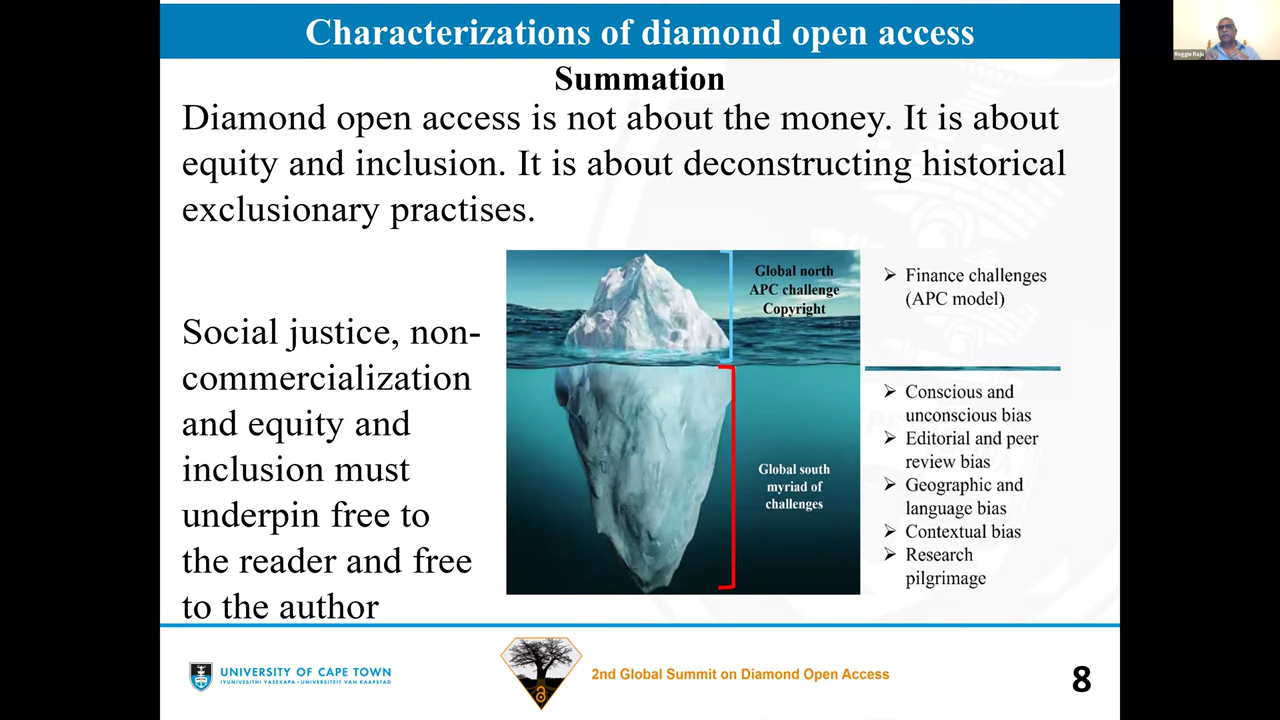 Characterizations of diamond open access
Reggie Raju
Summation
Diamond open access is not about the money. It is about
equity and inclusion. It is about deconstructing historical
exclusionary practises.
Social justice, non-
commercialization
and equity and
inclusion must
underpin free to
the reader and free
to the author
Global north
APC challenge
Copyright
Global south
myriad of
challenges
➢ Finance challenges
(APC model)
➢ Conscious and
unconscious bias
➢ Editorial and peer
review bias
➢ Geographic and
language bias
➢ Contextual bias
➢ Research
pilgrimage
UNIVERSITY OF CAPE TOWN
IYUNIVESITHI YASEKAPA • UNIVERSITEIT VAN KAAPSTAD
2nd Global Summit on Diamond Open Access
8